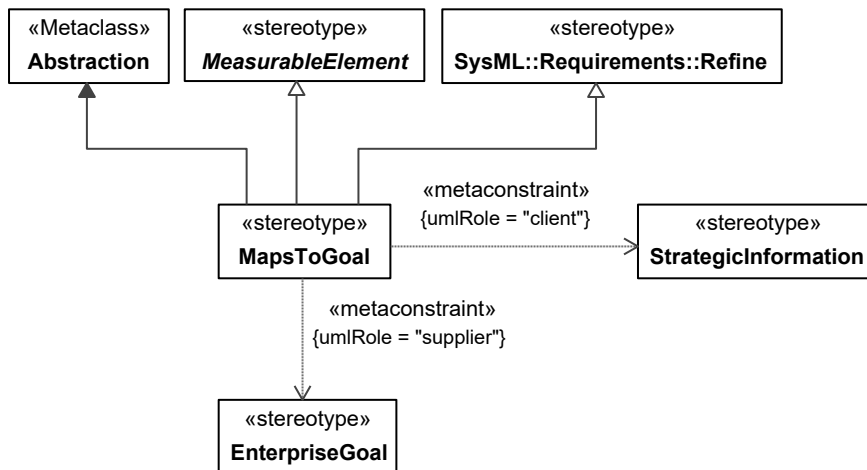 «Metaclass»
Abstraction
«stereotype»
MeasurableElement
«stereotype»
SysML::Requirements::Refine
«metaconstraint»
{umlRole = "client"}
«stereotype»
MapsToGoal
«stereotype»
StrategicInformation
«metaconstraint»
{umlRole = "supplier"}
«stereotype»
EnterpriseGoal